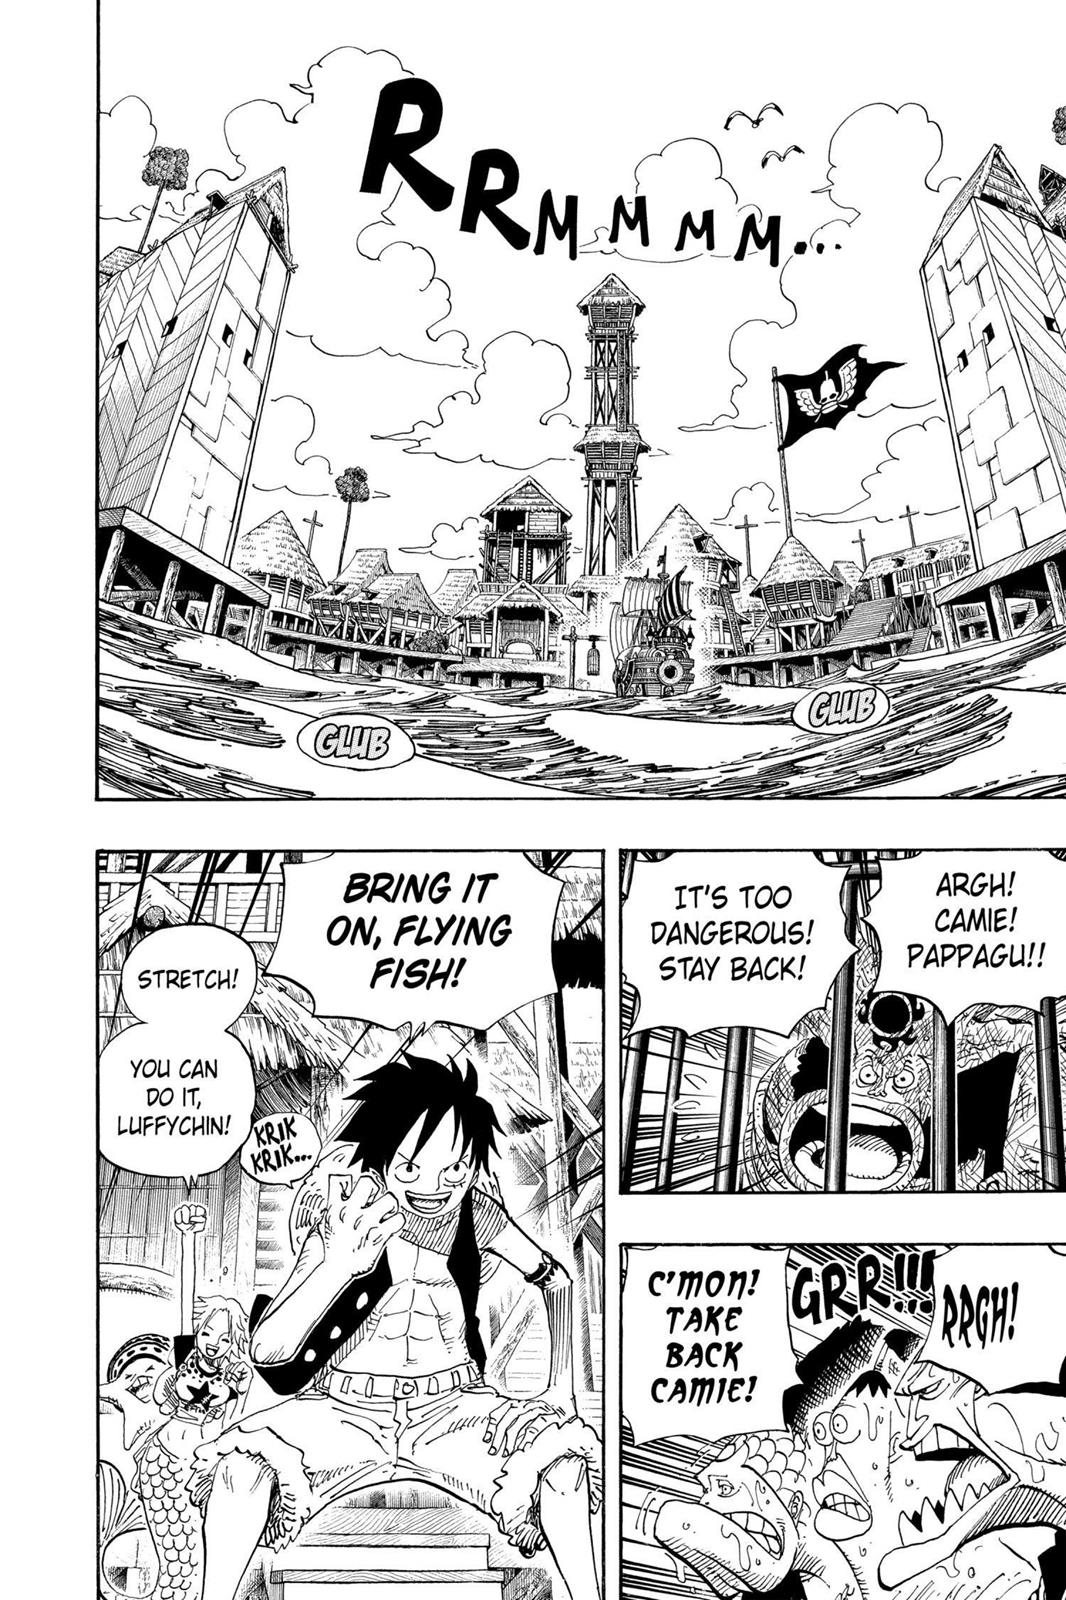 RRMMMM...
GLUB
GLUB
ARGH!
CAMIE!
PAPPAGU!!
IT'S TOO
DANGEROUS!
STAY BACK!
RRGH!
GRR!!!
C'MON!
TAKE
BACK
CAMIE!
BRING IT
ON, FLYING
FISH!
STRETCH!
YOU CAN
DO IT,
LUFFYCHIN!
KRIK
KRIK...